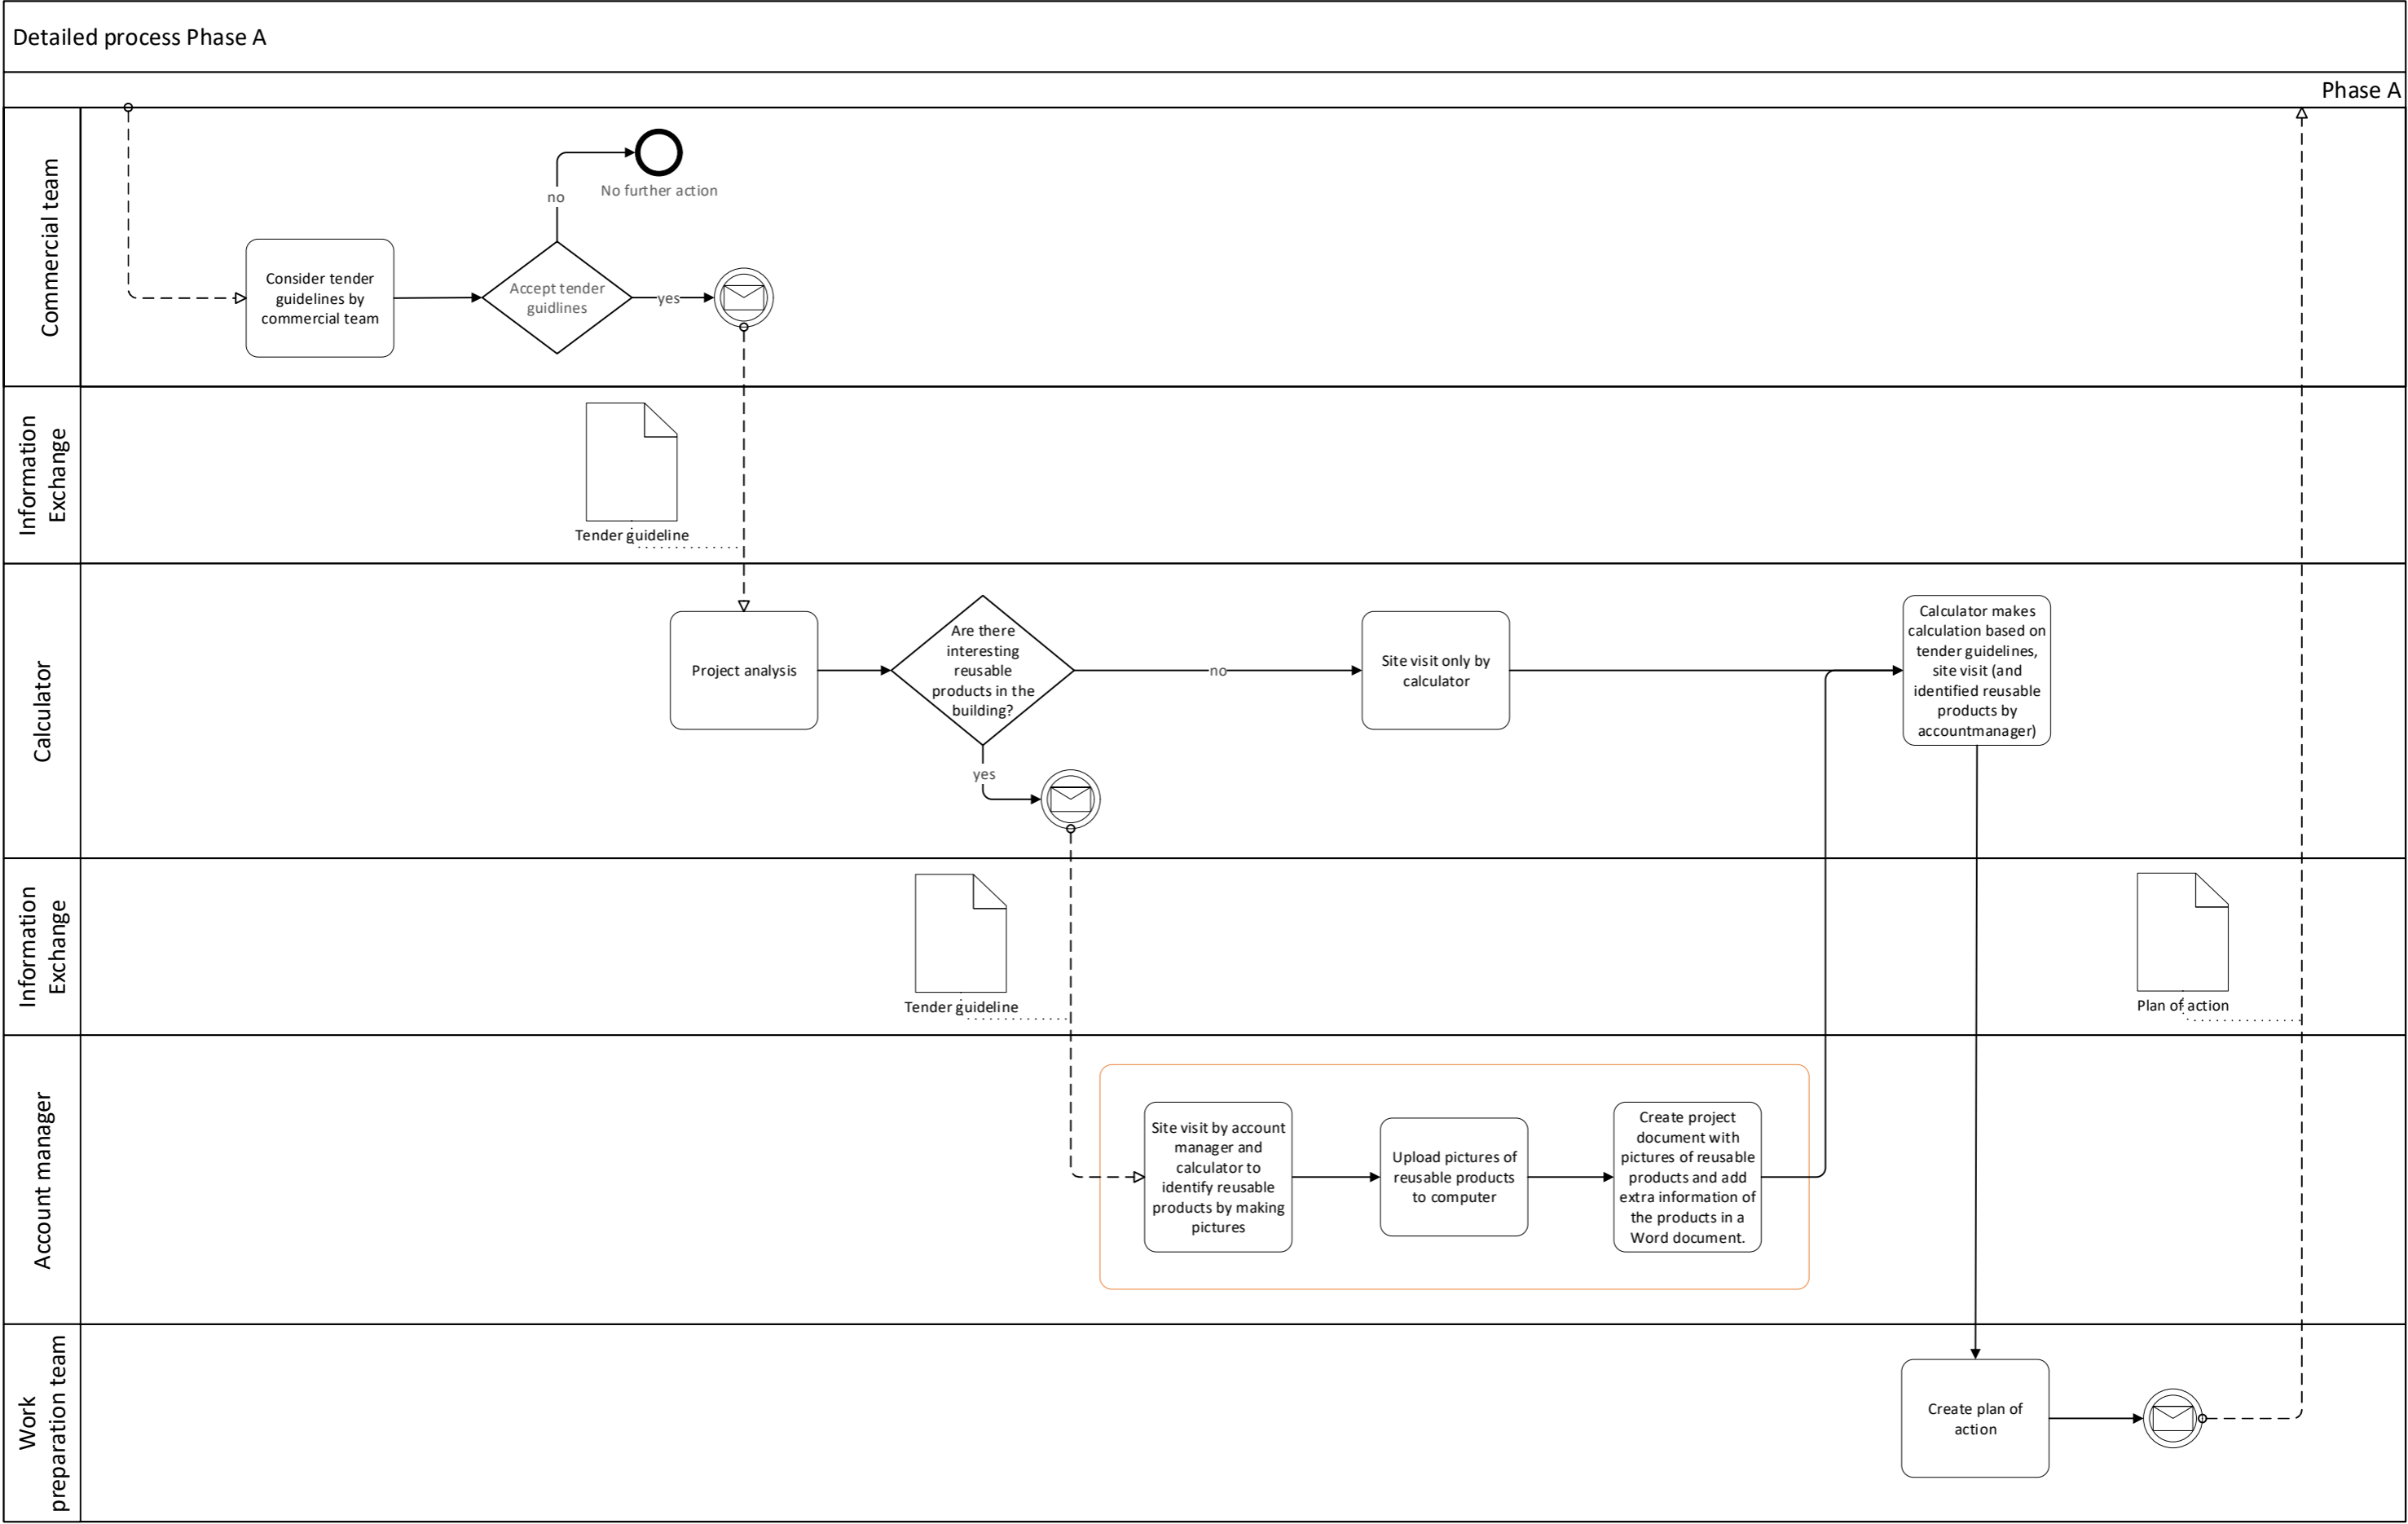 Detailed process Phase A
Phase A
Commercial team
No further action
no
Consider tender
guidelines by
commercial team
Accept tender
guidlines
yes
Information
Exchange
Tender guideline
Calculator
Project analysis
Are there
interesting
reusable
products in the
building?
no
yes
Site visit only by
calculator
Calculator makes
calculation based on
tender guidelines,
site visit (and
identified reusable
products by
accountmanager)
Information
Exchange
Tender guideline
Plan of action
Account manager
Site visit by account
manager and
calculator to
identify reusable
products by making
pictures
Upload pictures of
reusable products
to computer
Create project
document with
pictures of reusable
products and add
extra information of
the products in a
Word document.
Work
preparation team
Create plan of
action